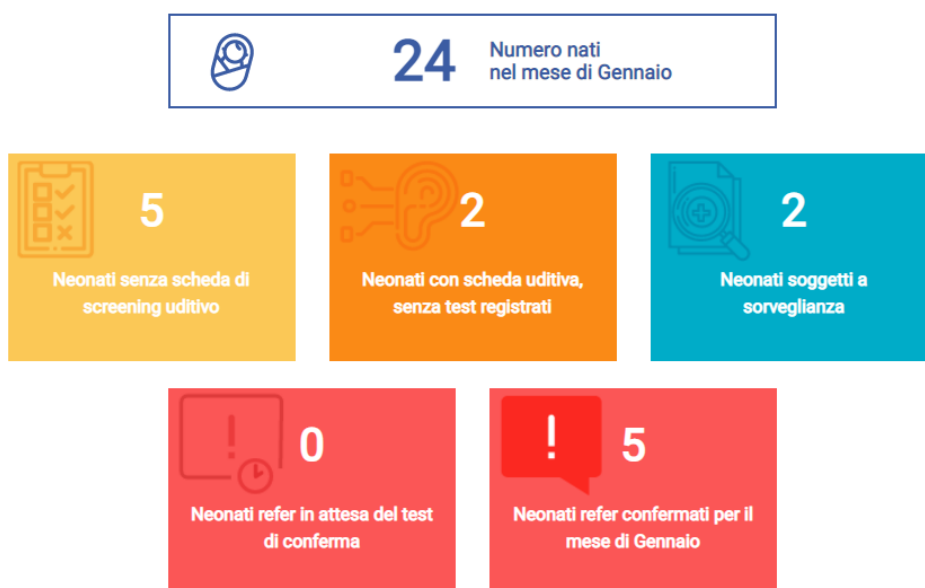 24
Numero nati
nel mese di Gennaio
5
Neonati senza scheda di
screening uditivo
2
Neonati con scheda uditiva,
senza test registrati
2
Neonati soggetti a
sorveglianza
0
Neonati refer in attesa del test
di conferma
5
Neonati refer confermati per il
mese di Gennaio